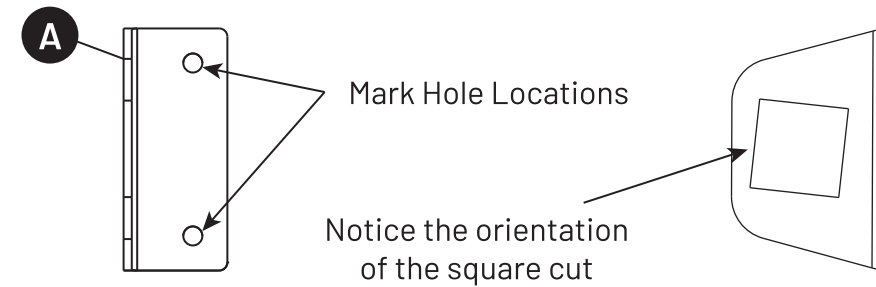 A
Mark Hole Locations
Notice the orientation
of the square cut